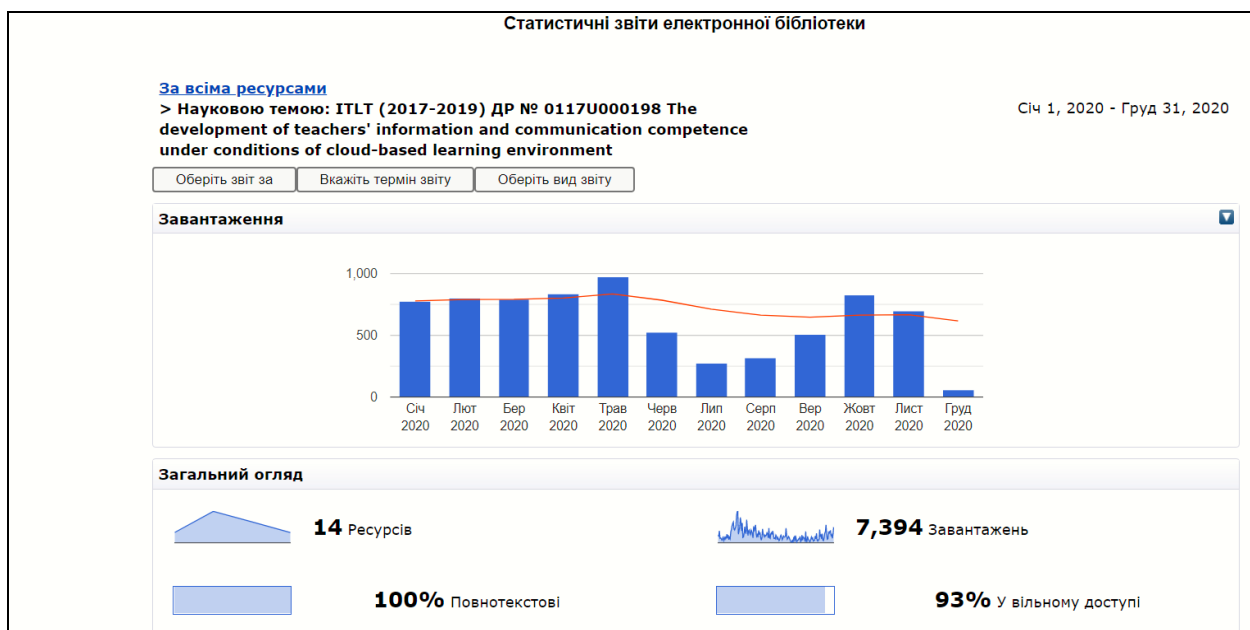 Статистичні звіти електронної бібліотеки
За всіма ресурсами
> Науковою темою: ITLT (2017-2019) ДР № 0117U000198 The
development of teachers' information and communication competence
under conditions of cloud-based learning environment
Січ 1, 2020 - Груд 31, 2020
Оберіть звіт за Вкажіть термін звіту Оберіть вид звіту
Завантаження
1,000
500
0
Січ Лют Бер Квіт Трав Черв Лип Серп Вер Жовт Лист Груд
2020 2020 2020 2020 2020 2020 2020 2020 2020 2020 2020 2020
Загальний огляд
14 Ресурсів 7,394 Завантажень
100% Повнотекстові 93% У вільному доступі